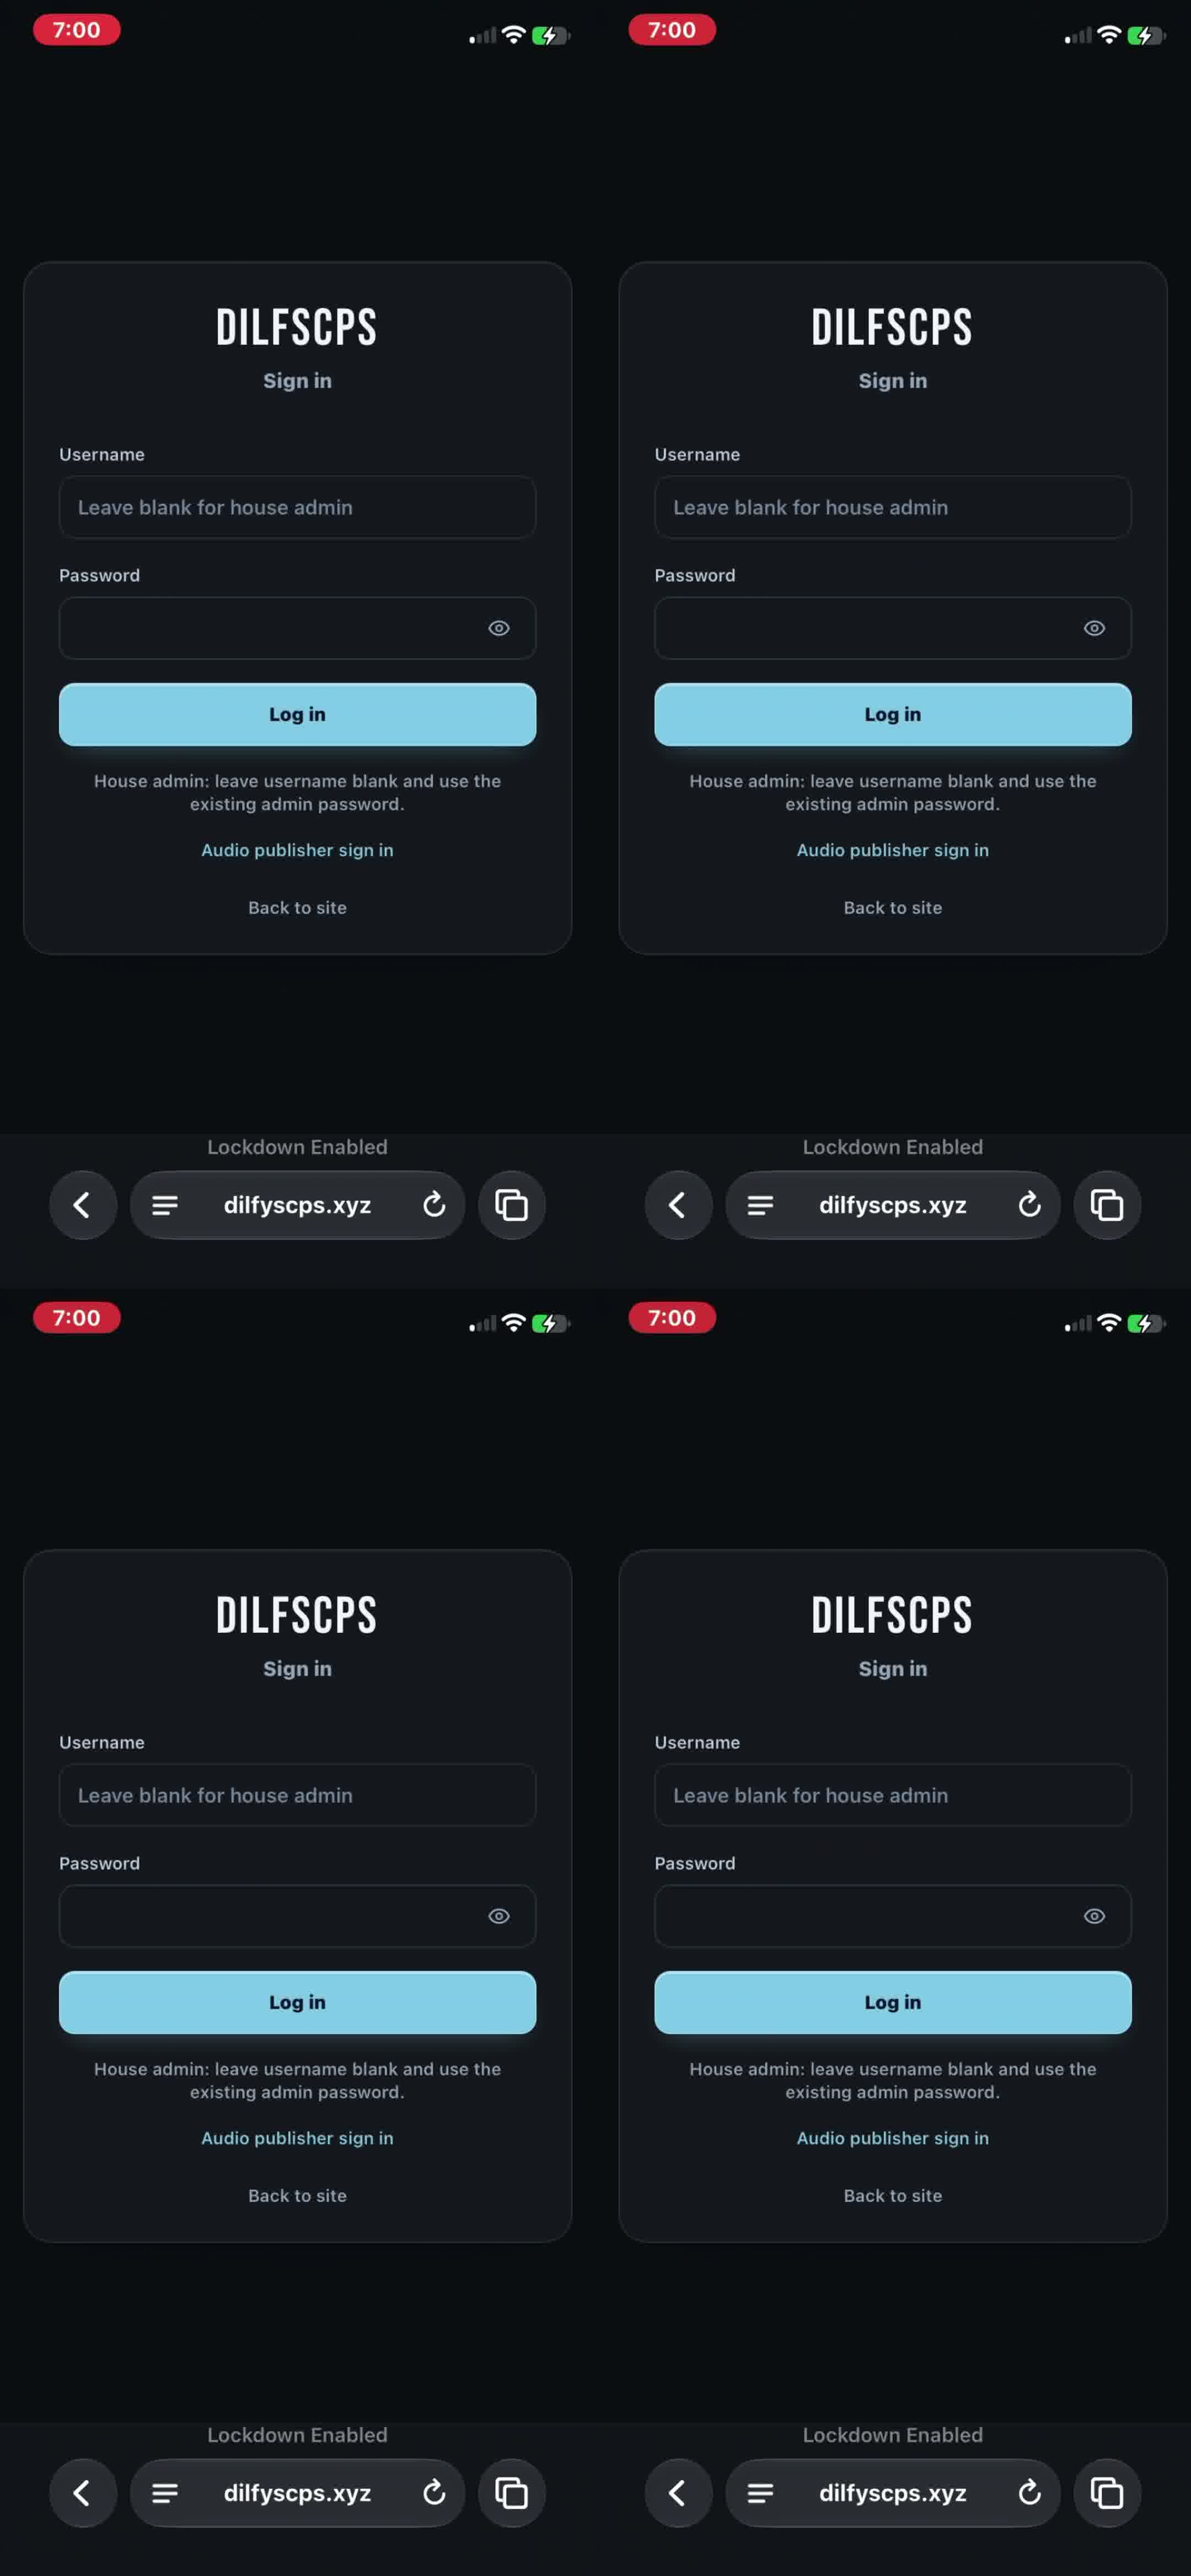 7:00
DILFSCPS
Sign in
Username
Leave blank for house admin
Password
Log in
House admin: leave username blank and use the
existing admin password.
Audio publisher sign in
Back to site
Lockdown Enabled
dilfyscps.xyz
7:00
DILFSCPS
Sign in
Username
Leave blank for house admin
Password
Log in
House admin: leave username blank and use the
existing admin password.
Audio publisher sign in
Back to site
Lockdown Enabled
dilfyscps.xyz
7:00
DILFSCPS
Sign in
Username
Leave blank for house admin
Password
Log in
House admin: leave username blank and use the
existing admin password.
Audio publisher sign in
Back to site
Lockdown Enabled
dilfyscps.xyz
7:00
DILFSCPS
Sign in
Username
Leave blank for house admin
Password
Log in
House admin: leave username blank and use the
existing admin password.
Audio publisher sign in
Back to site
Lockdown Enabled
dilfyscps.xyz